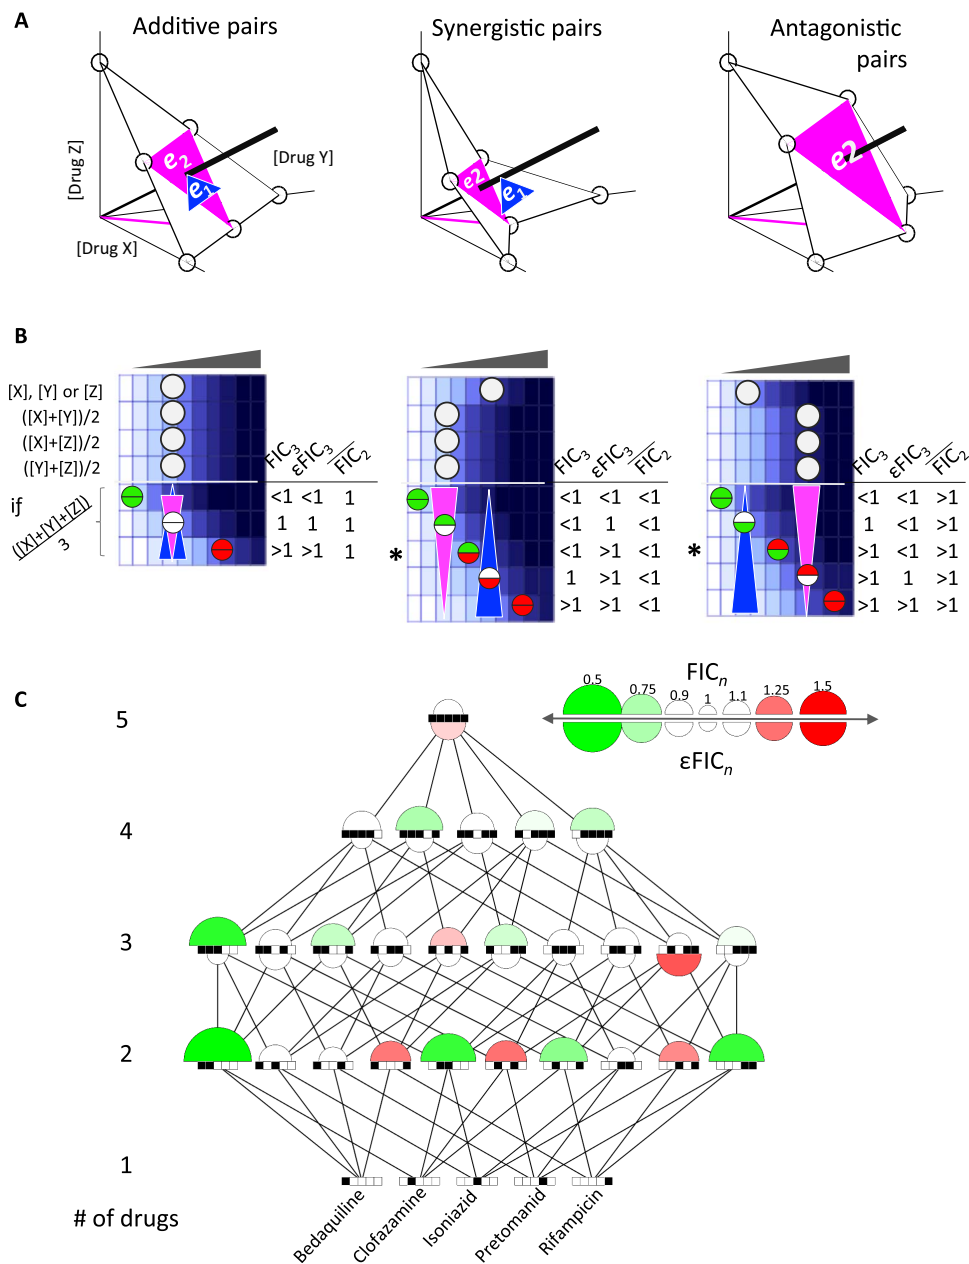 A
Additive pairs
Synergistic pairs
Antagonistic
pairs
[Drug Z]
[Drug Y]
[Drug X]
e2
e1
e2
e1
e2
B
[X], [Y] or [Z]
([X]+[Y])/2
([X]+[Z])/2
([Y]+[Z])/2
if
([X]+[Y]+[Z])
3
FIC3 εFIC3 FIC2
<1 <1 1
1 1 1
>1 >1 1
*
FIC3 εFIC3 FIC2
<1 <1 <1
<1 1 <1
<1 >1 <1
1 >1 <1
>1 >1 <1
*
FIC3 εFIC3 FIC2
<1 <1 >1
1 <1 >1
>1 <1 >1
>1 1 >1
>1 >1 >1
C
FICn
0.5 0.75 0.9 1 1.1 1.25 1.5
εFICn
5
4
3
2
1
# of drugs
Bedaquiline
Clofazamine
Isoniazid
Pretomanid
Rifampicin